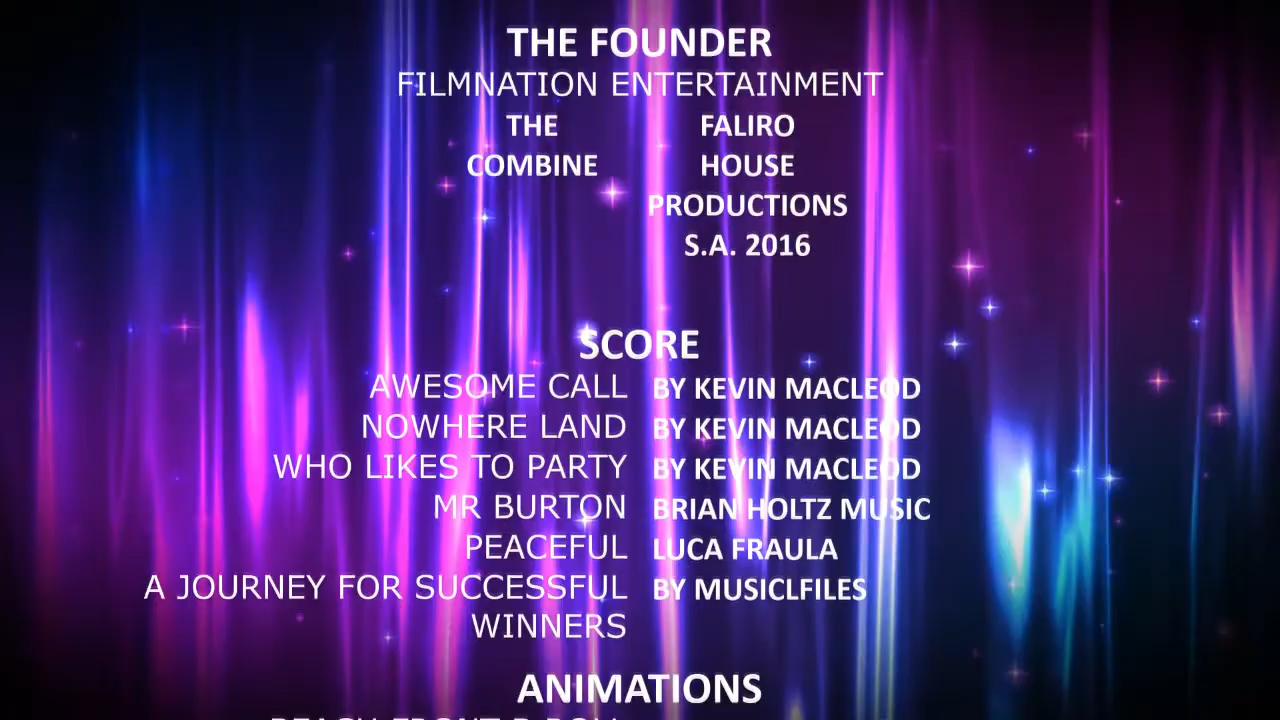 THE FOUNDER
FILMNATION ENTERTAINMENT
THE FALIRO
COMBINE HOUSE
PRODUCTIONS
S.A. 2016
SCORE
AWESOME CALL BY KEVIN MACLEOD
NOWHERE LAND BY KEVIN MACLEOD
WHO LIKES TO PARTY BY KEVIN MACLEOD
MR BURTON BRIAN HOLTZ MUSIC
PEACEFUL LUCA FRAULA
A JOURNEY FOR SUCCESSFUL BY MUSICLFILES
WINNERS
ANIMATIONS